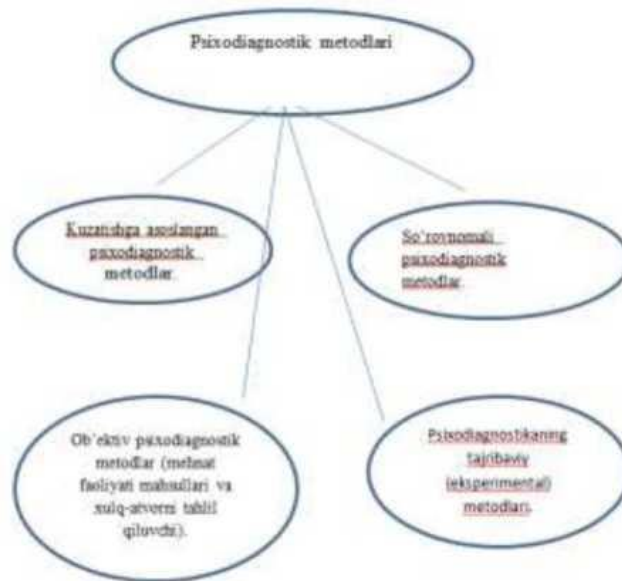 Psixodiagnostik metodlari
Kuzatishga asoslangan
psixodiagnostik
metodlar.
So'rovnomali
psixodiagnostik
metodlar.
Ob'ektiv psixodiagnostik
metodlar (mehnat
faoliyati mahsullari va
xulq-atvorni tahlil
qiluvchi).
Psixodiagnostikaning
tajribaviy
(eksperimental)
metodlari.